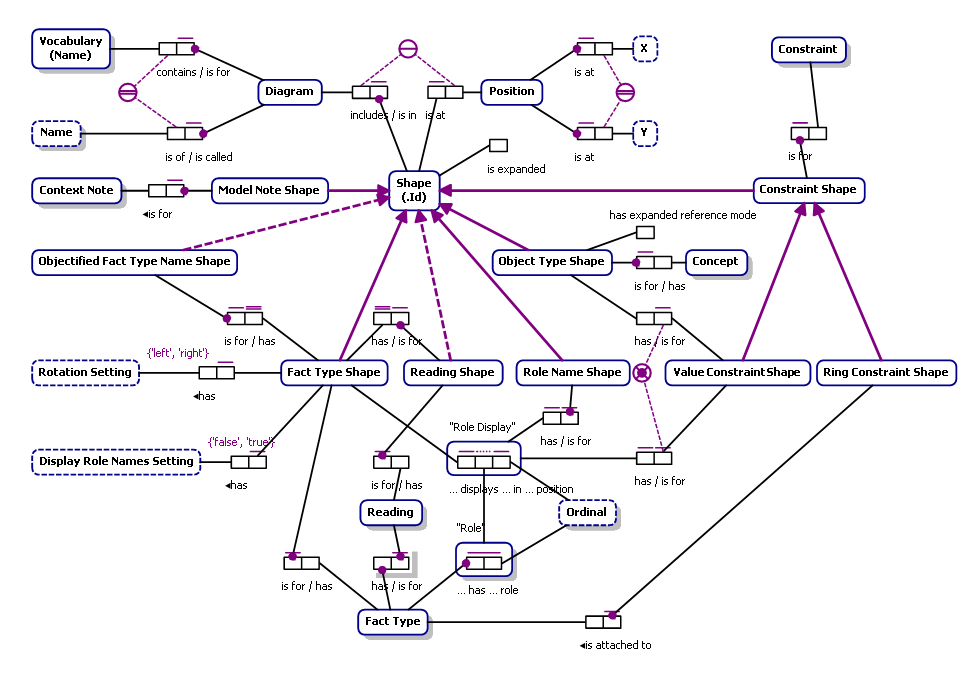 Vocabulary
(Name)
X
Constraint
contains / is for
is at
Diagram
Position
includes / is in
is at
Name
Y
is of / is called
is at
is for
is expanded
Context Note
Model Note Shape
Shape
(.Id)
Constraint Shape
◄is for
has expanded reference mode
Objectified Fact Type Name Shape
Object Type Shape
Concept
is for / has
is for / has
has / is for
has / is for
{'left', 'right'}
Rotation Setting
Fact Type Shape
Reading Shape
Role Name Shape
Value Constraint Shape
Ring Constraint Shape
◄has
"Role Display"
has / is for
{'false', 'true'}
Display Role Names Setting
◄has
is for / has
... displays ... in ... position
has / is for
Reading
Ordinal
"Role"
is for / has
has / is for
... has ... role
Fact Type
◄is attached to